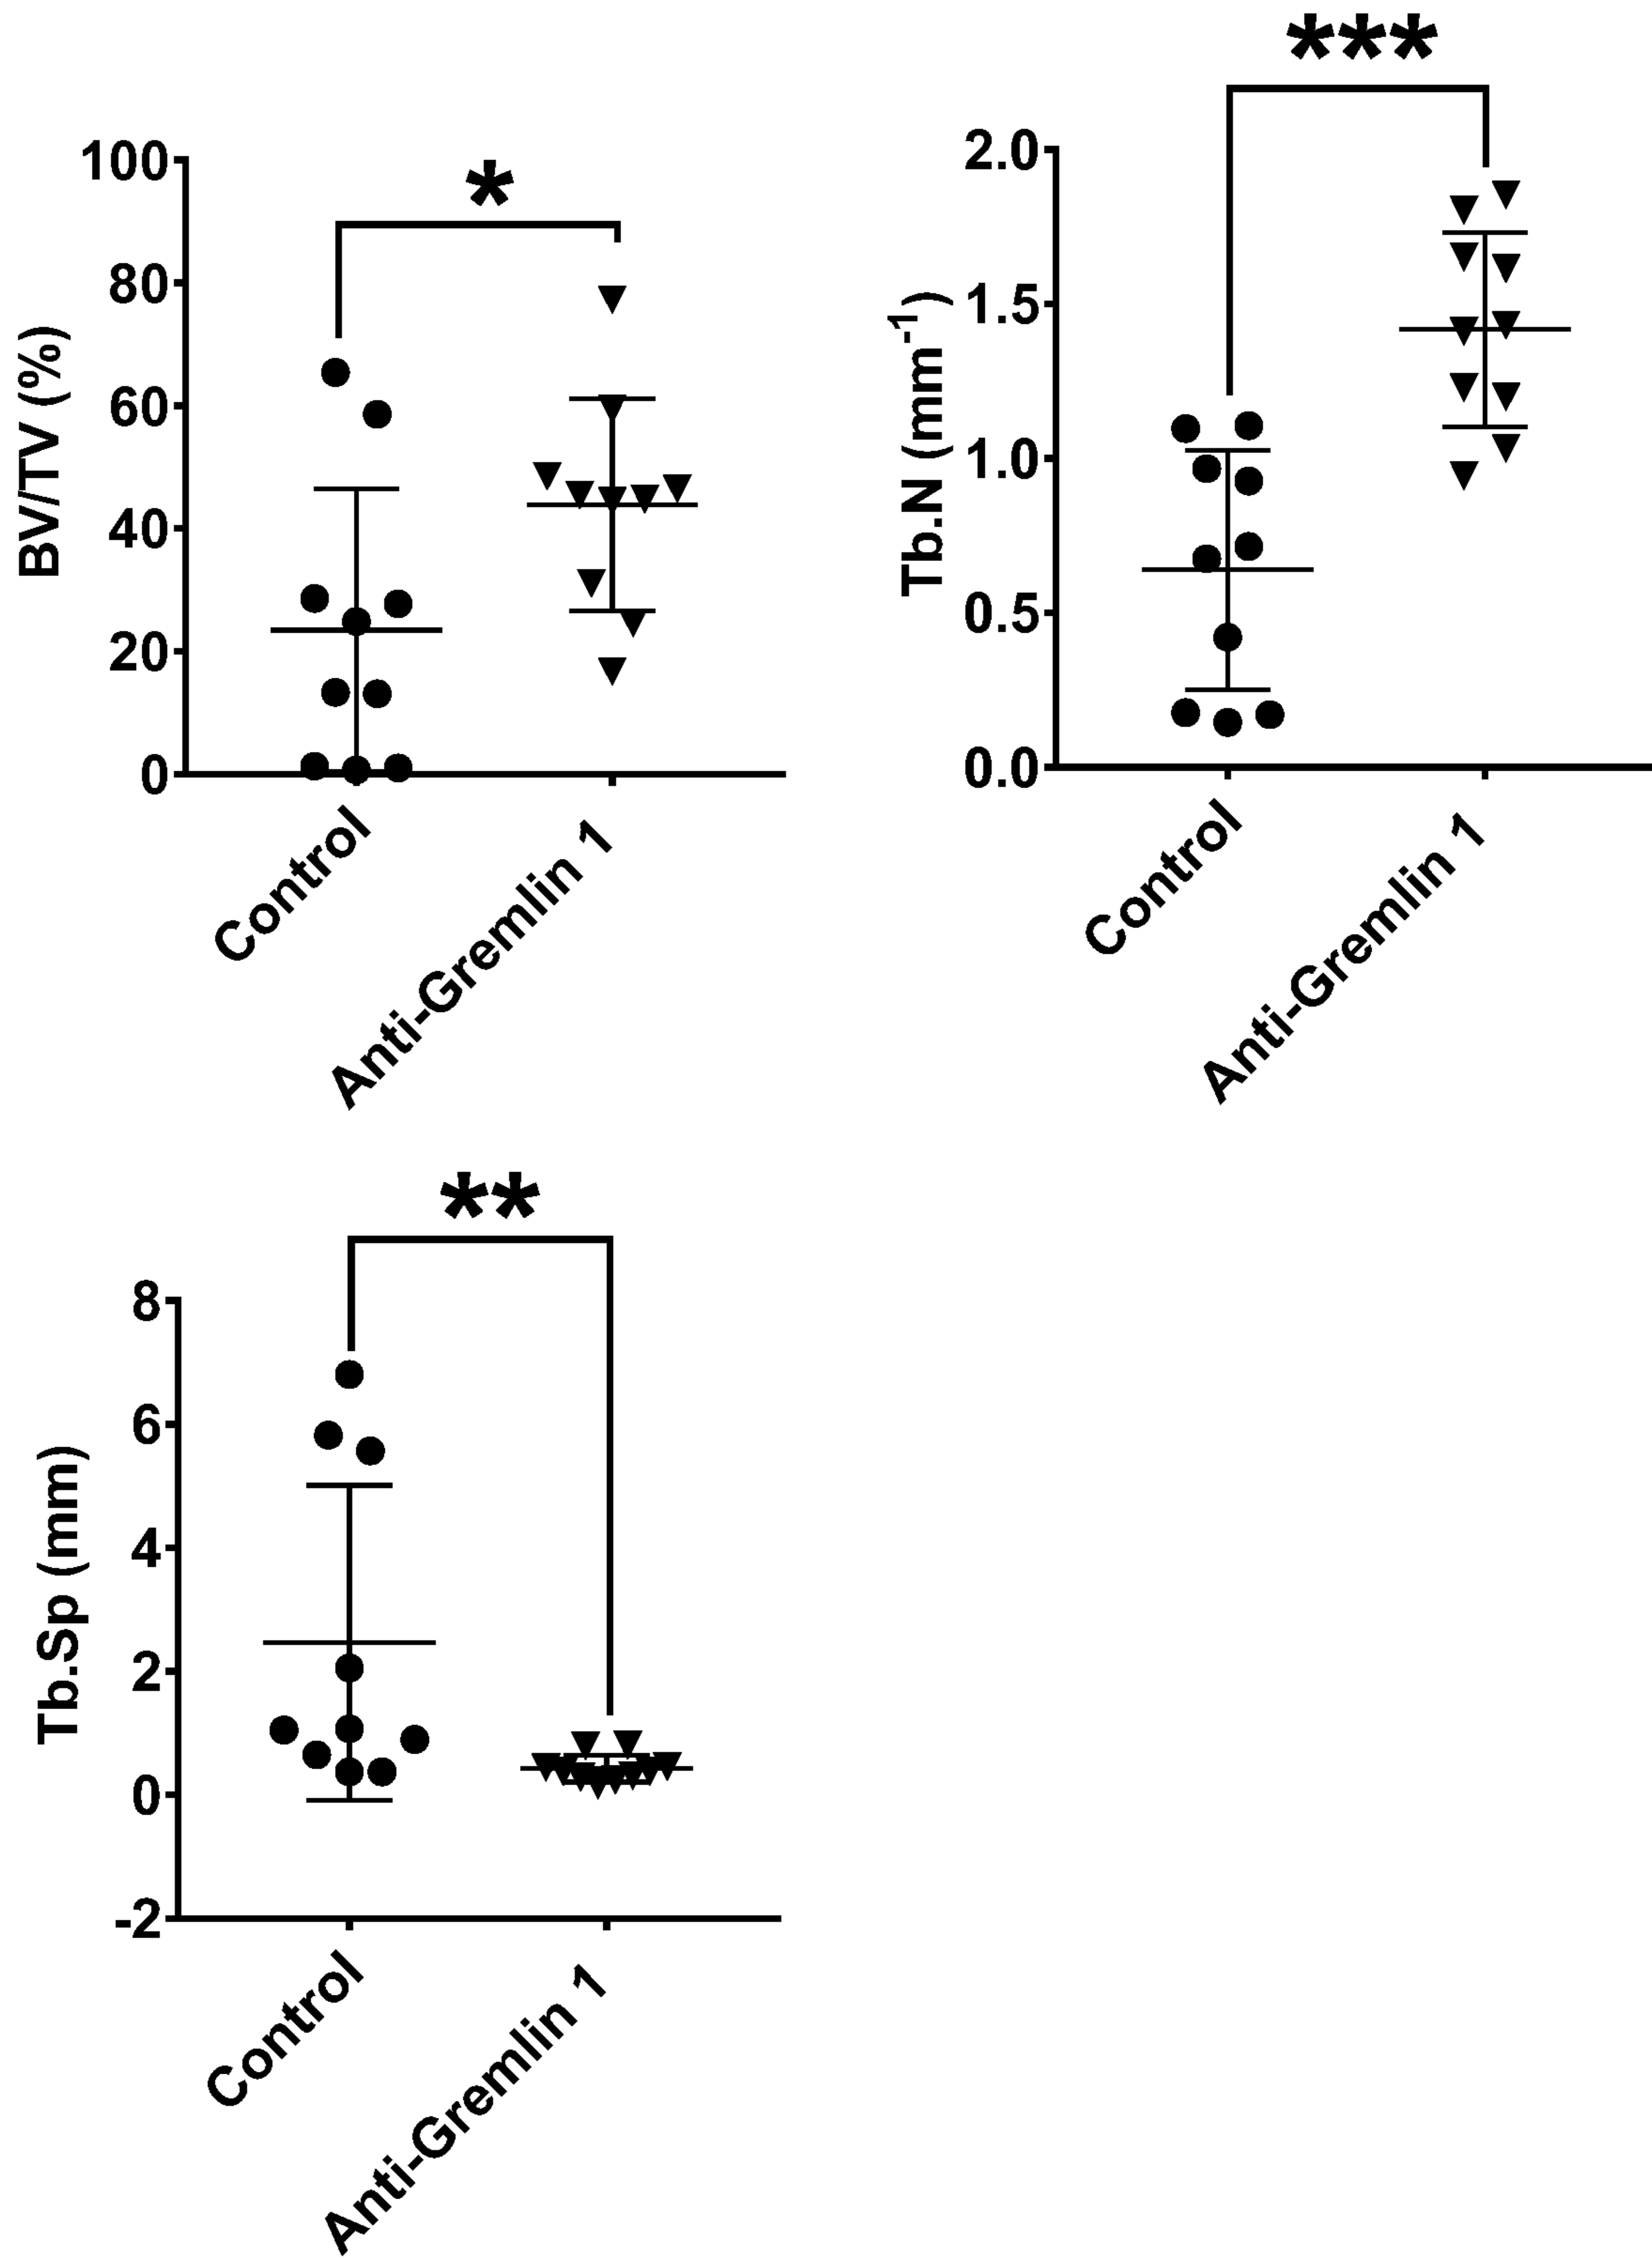 *
100
80
60
40
20
0
BV/TV (%)
Control
Anti-Gremlin 1
***
2.0
1.5
1.0
0.5
0.0
Tb.N (mm-1)
Control
Anti-Gremlin 1
**
8
6
4
2
0
-2
Tb.Sp (mm)
Control
Anti-Gremlin 1